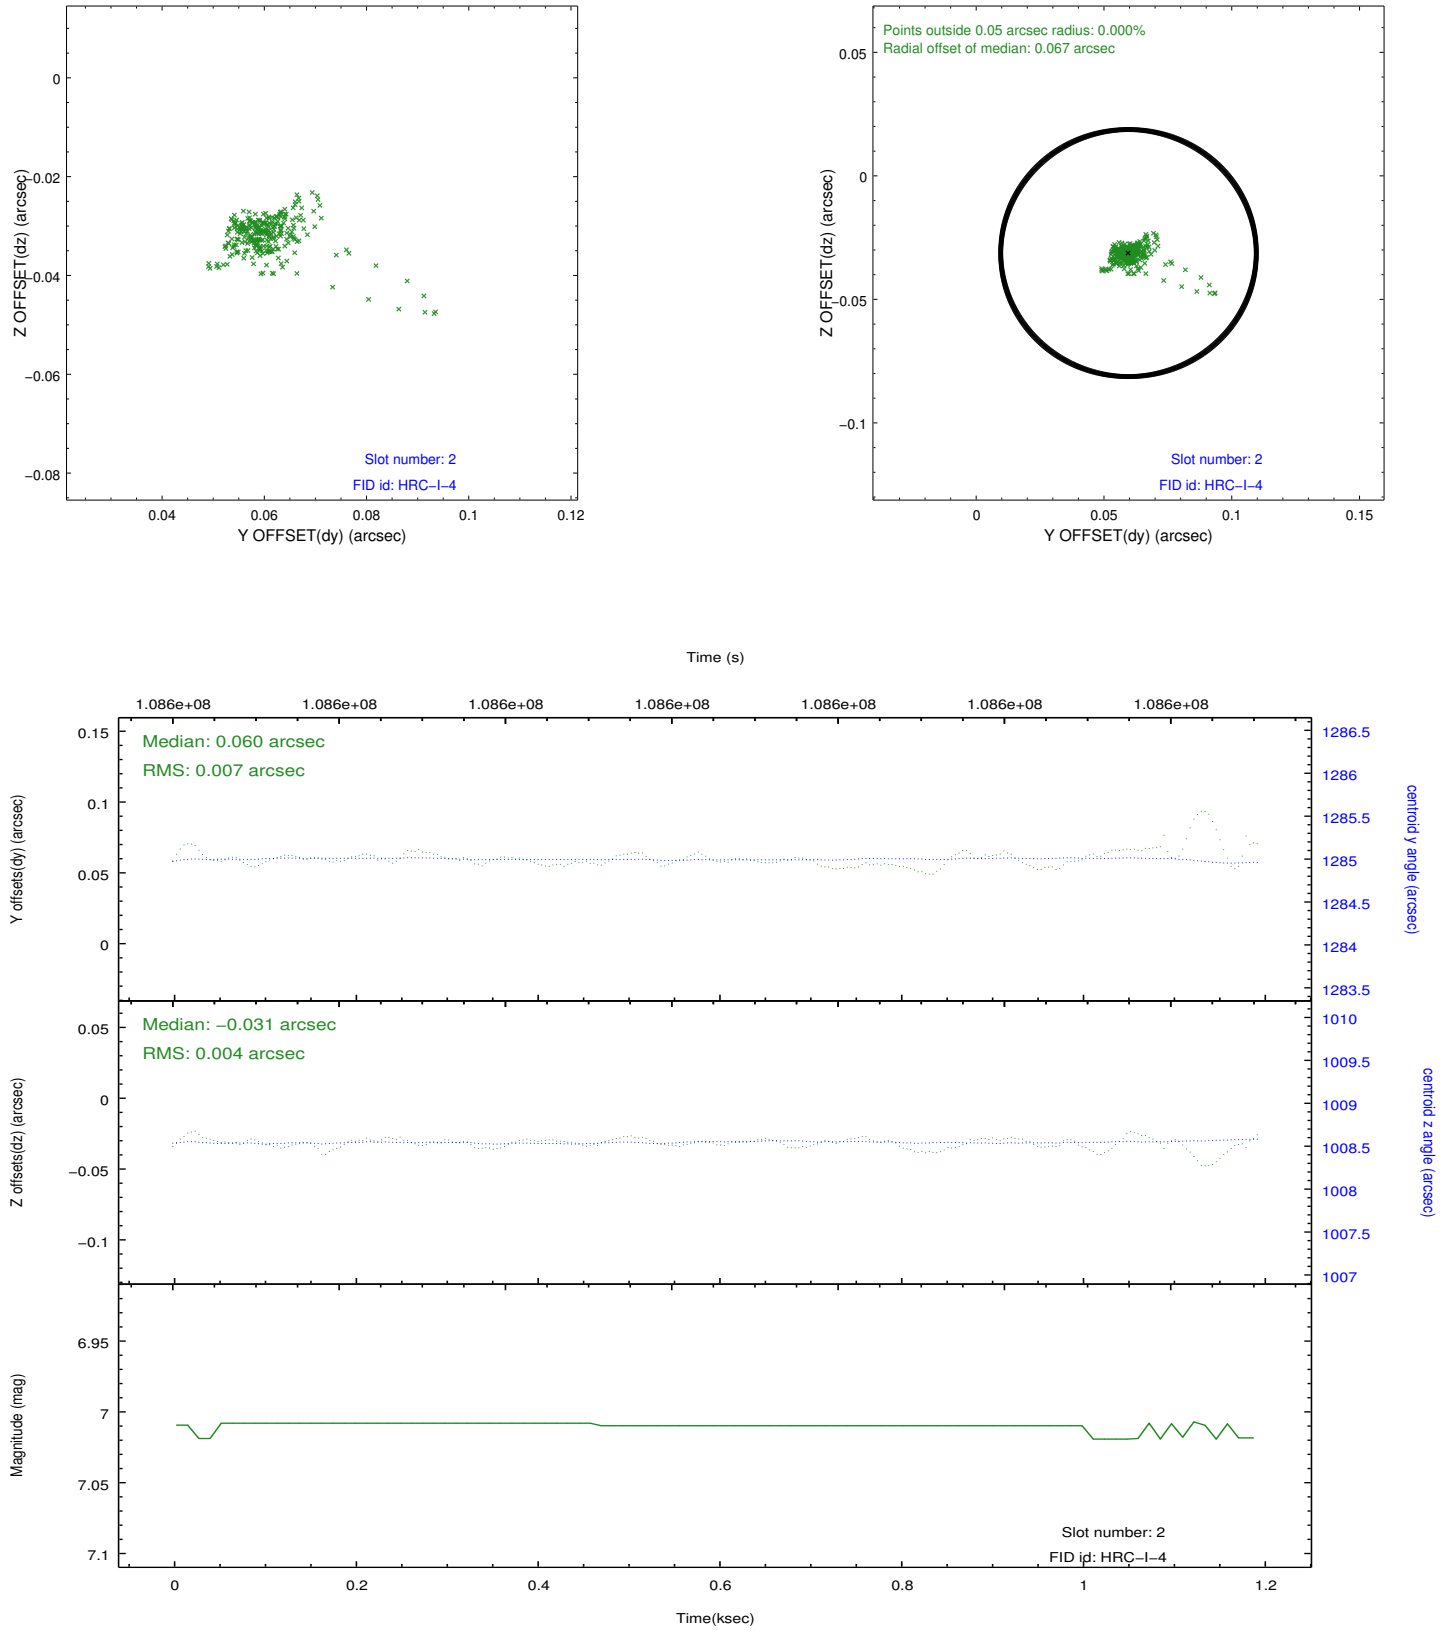 0
−0.02
−0.04
−0.06
−0.08
Z OFFSET(dz) (arcsec)
Slot number: 2
FID id: HRC−I−4
0.04 0.06 0.08 0.1 0.12
Y OFFSET(dy) (arcsec)
Points outside 0.05 arcsec radius: 0.000%
Radial offset of median: 0.067 arcsec
0.05
0
−0.05
−0.1
Z OFFSET(dz) (arcsec)
Slot number: 2
FID id: HRC−I−4
0 0.05 0.1 0.15
Y OFFSET(dy) (arcsec)
Time (s)
1.086e+08 1.086e+08 1.086e+08 1.086e+08 1.086e+08 1.086e+08 1.086e+08
Median: 0.060 arcsec
RMS: 0.007 arcsec
0.15
0.1
0.05
0
Y offsets(dy) (arcsec)
1286.5
1286
1285.5
1285
1284.5
1284
1283.5
centroid y angle (arcsec)
Median: −0.031 arcsec
RMS: 0.004 arcsec
0.05
0
−0.05
−0.1
Z offsets(dz) (arcsec)
1010
1009.5
1009
1008.5
1008
1007.5
1007
centroid z angle (arcsec)
6.95
7
7.05
7.1
Magnitude (mag)
Slot number: 2
FID id: HRC−I−4
0 0.2 0.4 0.6 0.8 1 1.2
Time(ksec)